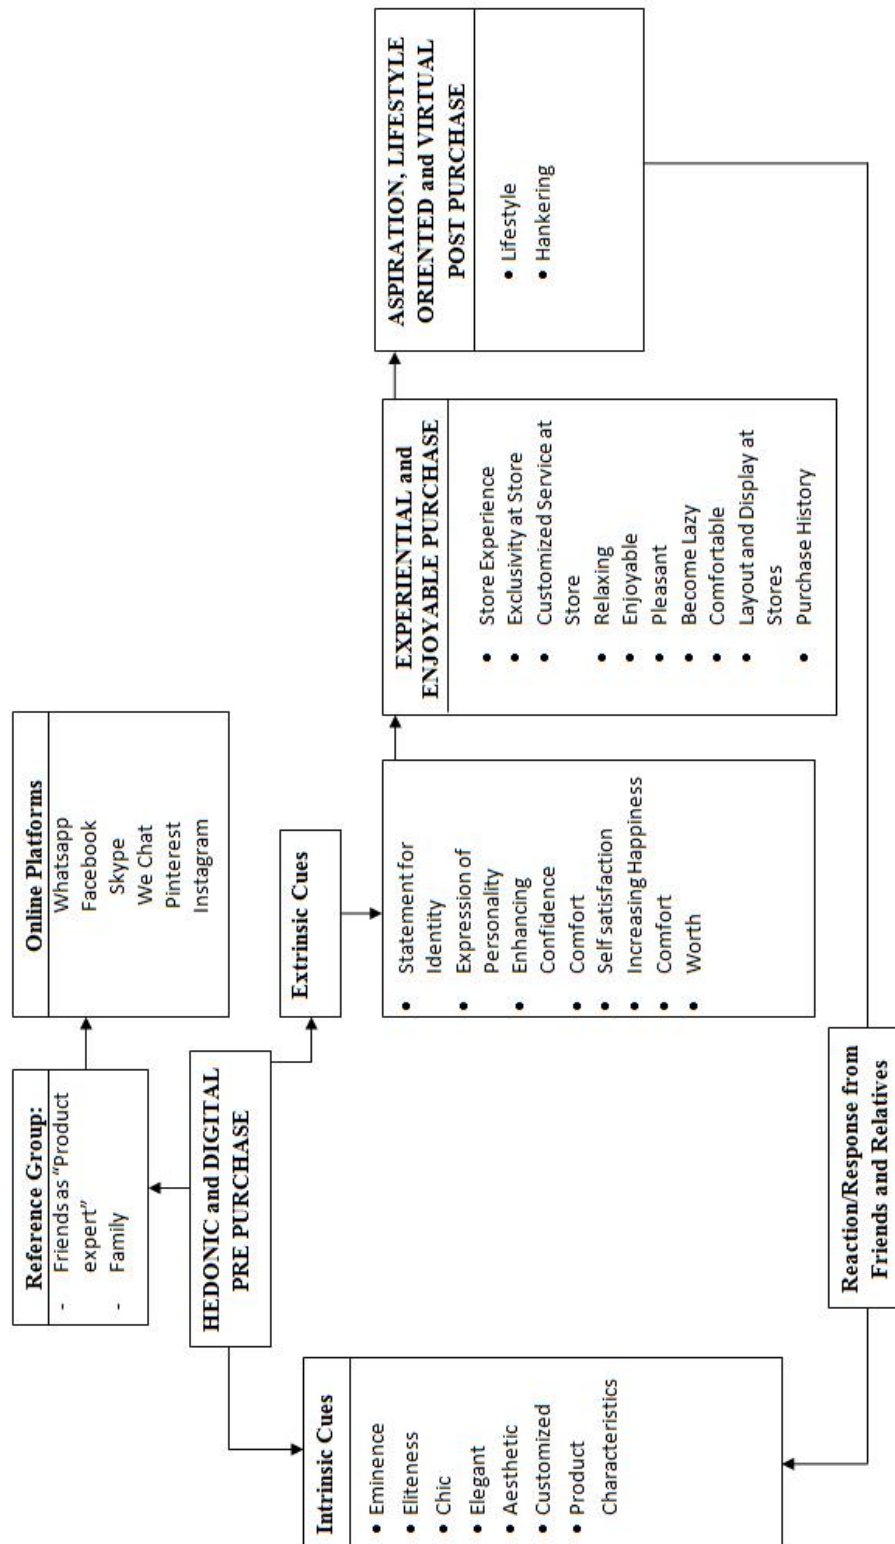 Reference Group:
- Friends as "Product
expert"
- Family
Online Platforms
Whatsapp
Facebook
Skype
We Chat
Pinterest
Instagram
HEDONIC and DIGITAL
PRE PURCHASE
Intrinsic Cues
• Eminence
• Eliteness
• Chic
• Elegant
• Aesthetic
• Customized
• Product
Characteristics
Extrinsic Cues
• Statement for
Identity
• Expression of
Personality
• Enhancing
Confidence
• Comfort
• Self satisfaction
• Increasing Happiness
• Comfort
• Worth
EXPERIENTIAL and
ENJOYABLE PURCHASE
• Store Experience
• Exclusivity at Store
• Customized Service at
Store
• Relaxing
• Enjoyable
• Pleasant
• Become Lazy
• Comfortable
• Layout and Display at
Stores
• Purchase History
ASPIRATION, LIFESTYLE
ORIENTED and VIRTUAL
POST PURCHASE
• Lifestyle
• Hankering
Reaction/Response from
Friends and Relatives